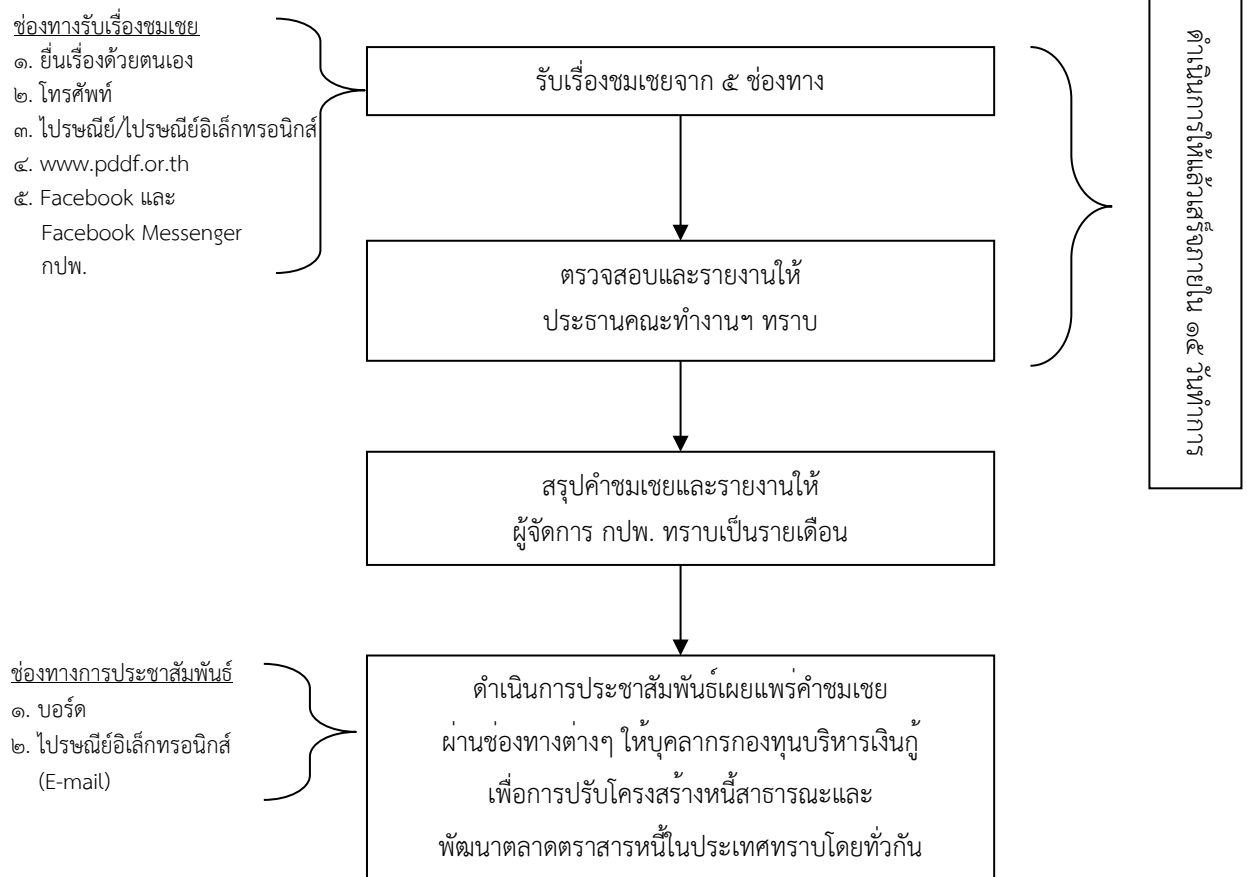 ช่องทางรับเรื่องชมเชย
๑. ยื่นเรื่องด้วยตนเอง
๒. โทรศัพท์
๓. ไปรษณีย์/ไปรษณีย์อิเล็กทรอนิกส์
๔. www.pddf.or.th
๕. Facebook และ
Facebook Messenger
กปพ.
รับเรื่องชมเชยจาก ๕ ช่องทาง
ตรวจสอบและรายงานให้
ประธานคณะทำงานฯ ทราบ
ดำเนินการให้แล้วเสร็จภายใน ๑๕ วันทำการ
สรุปคำชมเชยและรายงานให้
ผู้จัดการ กปพ. ทราบเป็นรายเดือน
ช่องทางการประชาสัมพันธ์
๑. บอร์ด
๒. ไปรษณีย์อิเล็กทรอนิกส์
(E-mail)
ดำเนินการประชาสัมพันธ์เผยแพร่คำชมเชย
ผ่านช่องทางต่างๆ ให้บุคลากรกองทุนบริหารเงินกู้
เพื่อการปรับโครงสร้างหนี้สาธารณะและ
พัฒนาตลาดตราสารหนี้ในประเทศทราบโดยทั่วกัน